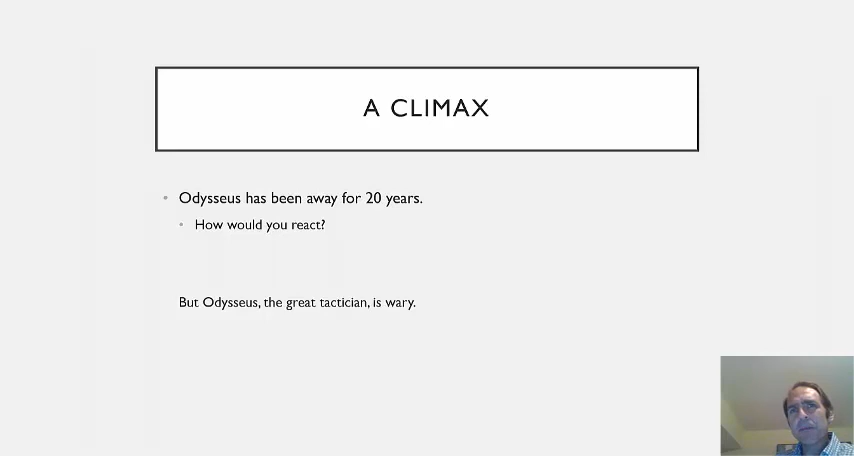 A CLIMAX
Odysseus has been away for 20 years.
How would you react?
But Odysseus, the great tactician, is wary.